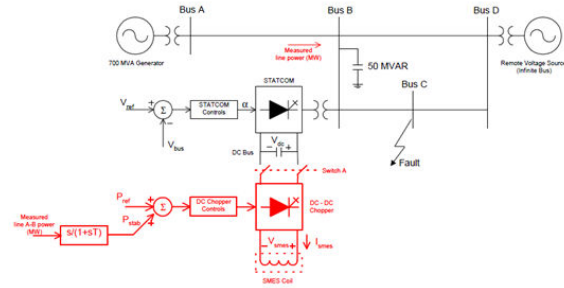 Bus A
Bus B
Bus D
Measured
line power (MW)
700 MVA Generator
50 MVAR
Remote Voltage Source
(Infinite Bus)
STATCOM
Bus C
Vref
+
Σ
STATCOM
Controls
α
−
Vbus
− Vdc +
DC Bus
Fault
Switch A
Pref
+
Σ
DC Chopper
Controls
DC - DC
Chopper
Measured
line A-B power
(MW)
Pstab
+
s/(1+sT)
− Vsmes +
Ismes
SMES Coil